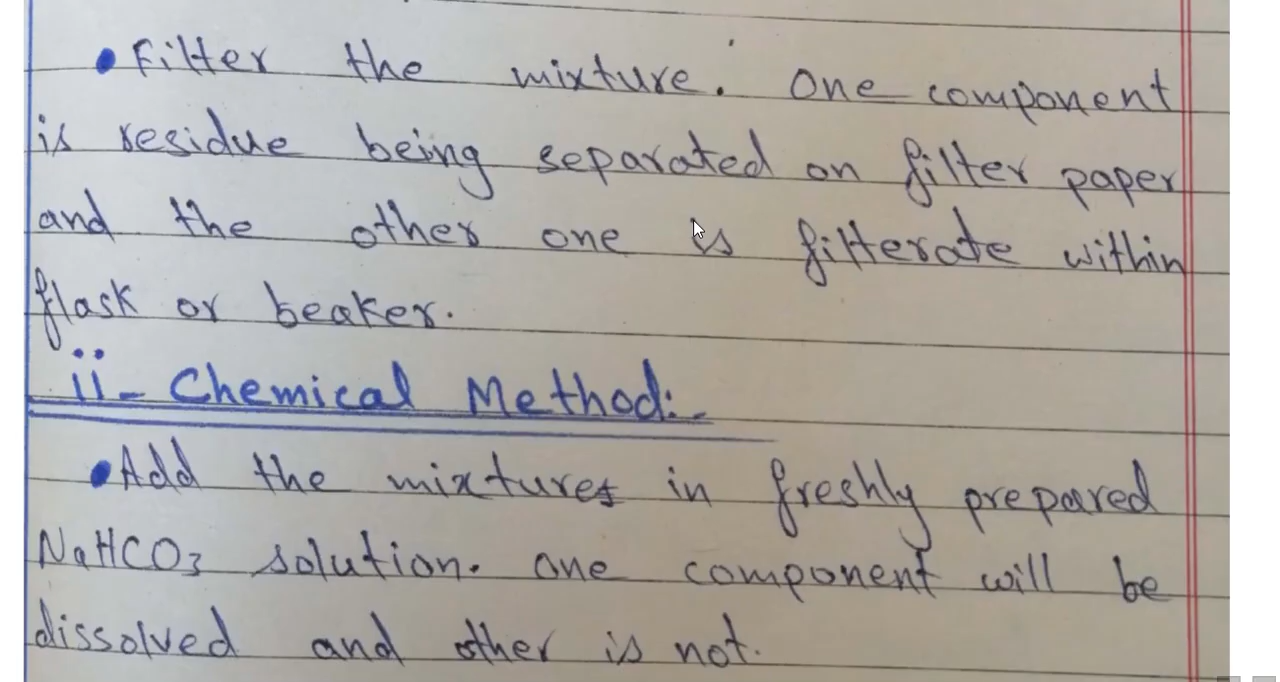 • Filter the mixture. One component
is residue being separated on filter paper
and the other one is filterate within
flask or beaker.
ii- Chemical Method:-
• Add the mixtures in freshly prepared
NaHCO3 solution. One component will be
dissolved and other is not.